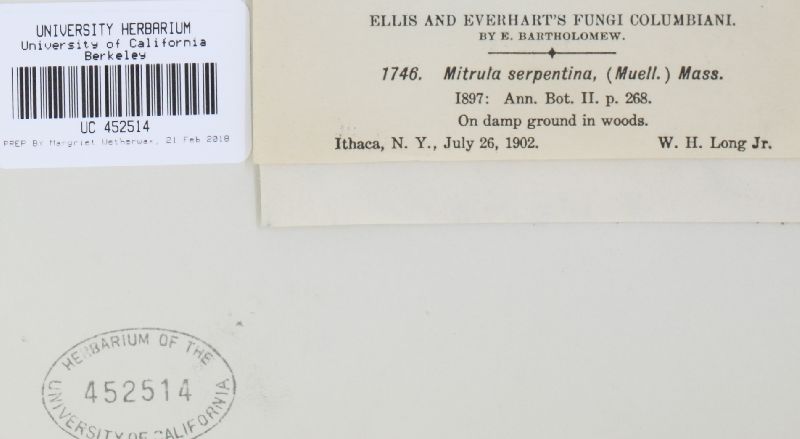 UNIVERSITY HERBARIUM
University of California
Berkeley
UC 452514
PREP BY Margriet Wetherwax, 21 Feb 2018
ELLIS AND EVERHART'S FUNGI COLUMBIANI.
BY E. BARTHOLOMEW.
1746. Mitrula serpentina, (Muell.) Mass.
1897: Ann. Bot. II. p. 268.
On damp ground in woods.
Ithaca, N. Y., July 26, 1902. W. H. Long Jr.
HERBARIUM OF THE
452514
UNIVERSITY OF CALIFORNIA